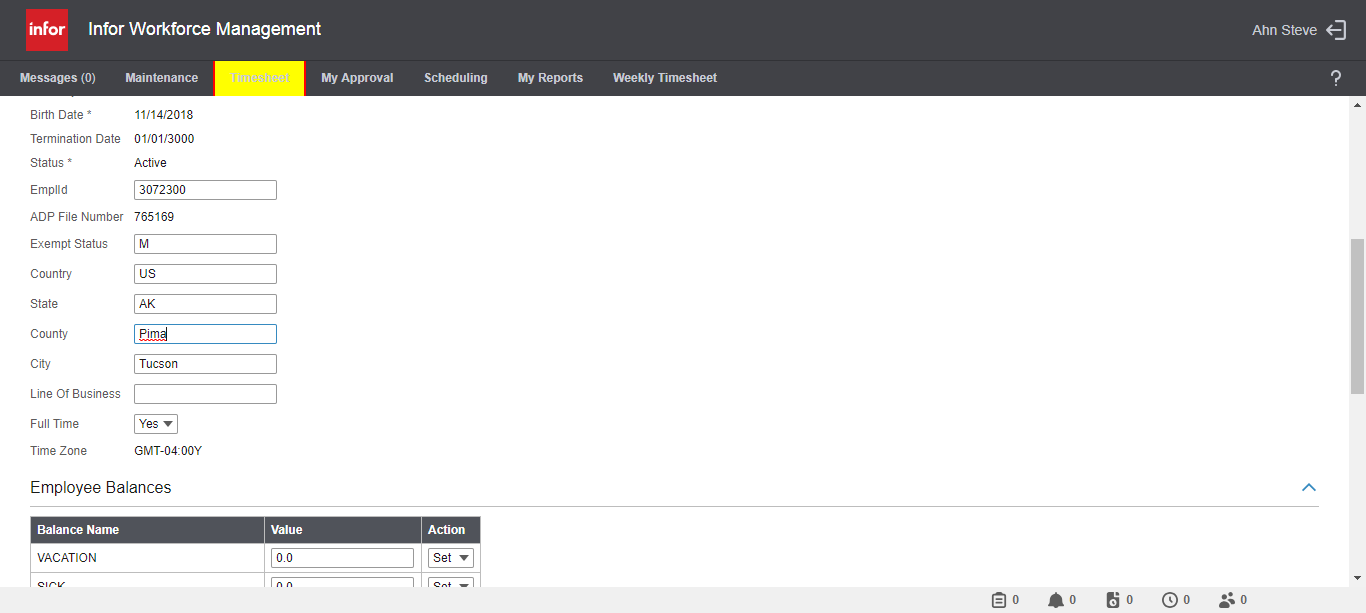 infor Infor Workforce Management Ahn Steve
Messages (0) Maintenance Timesheet My Approval Scheduling My Reports Weekly Timesheet ?
Birth Date * 11/14/2018
Termination Date 01/01/3000
Status * Active
EmplId 3072300
ADP File Number 765169
Exempt Status M
Country US
State AK
County Pima
City Tucson
Line Of Business
Full Time Yes
Time Zone GMT-04:00Y
Employee Balances
Balance Name Value Action
VACATION 0.0 Set
SICK 0.0 Set
0 0 0 0 0